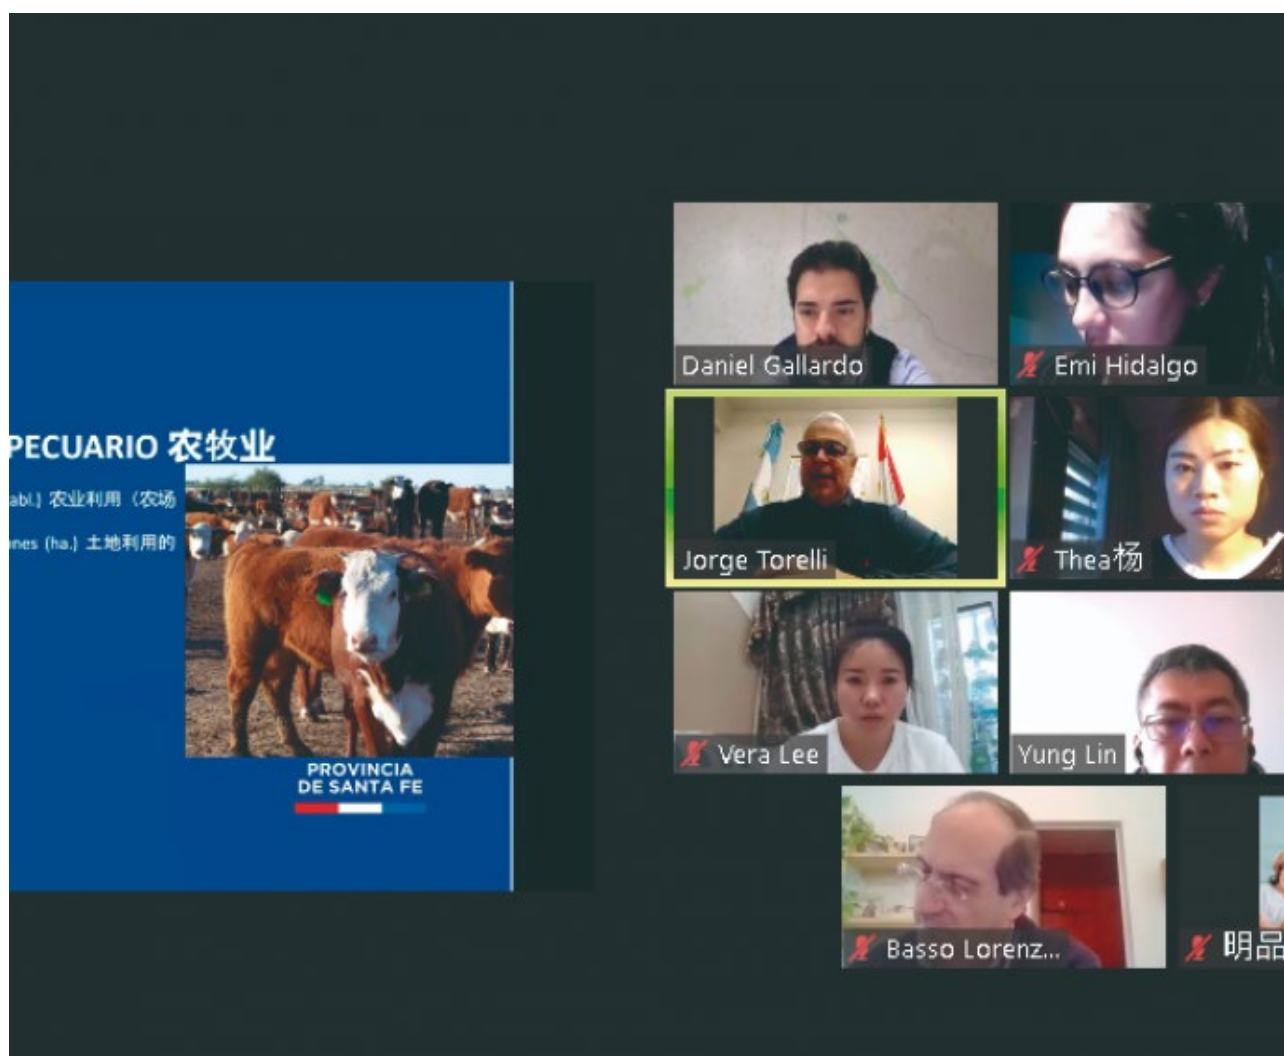 PECUARIO 农牧业
abl.) 农业利用（农场
nes (ha.) 土地利用的
PROVINCIA
DE SANTA FE
Daniel Gallardo
Emi Hidalgo
Jorge Torelli
Thea杨
Vera Lee
Yung Lin
Basso Lorenz...
明品